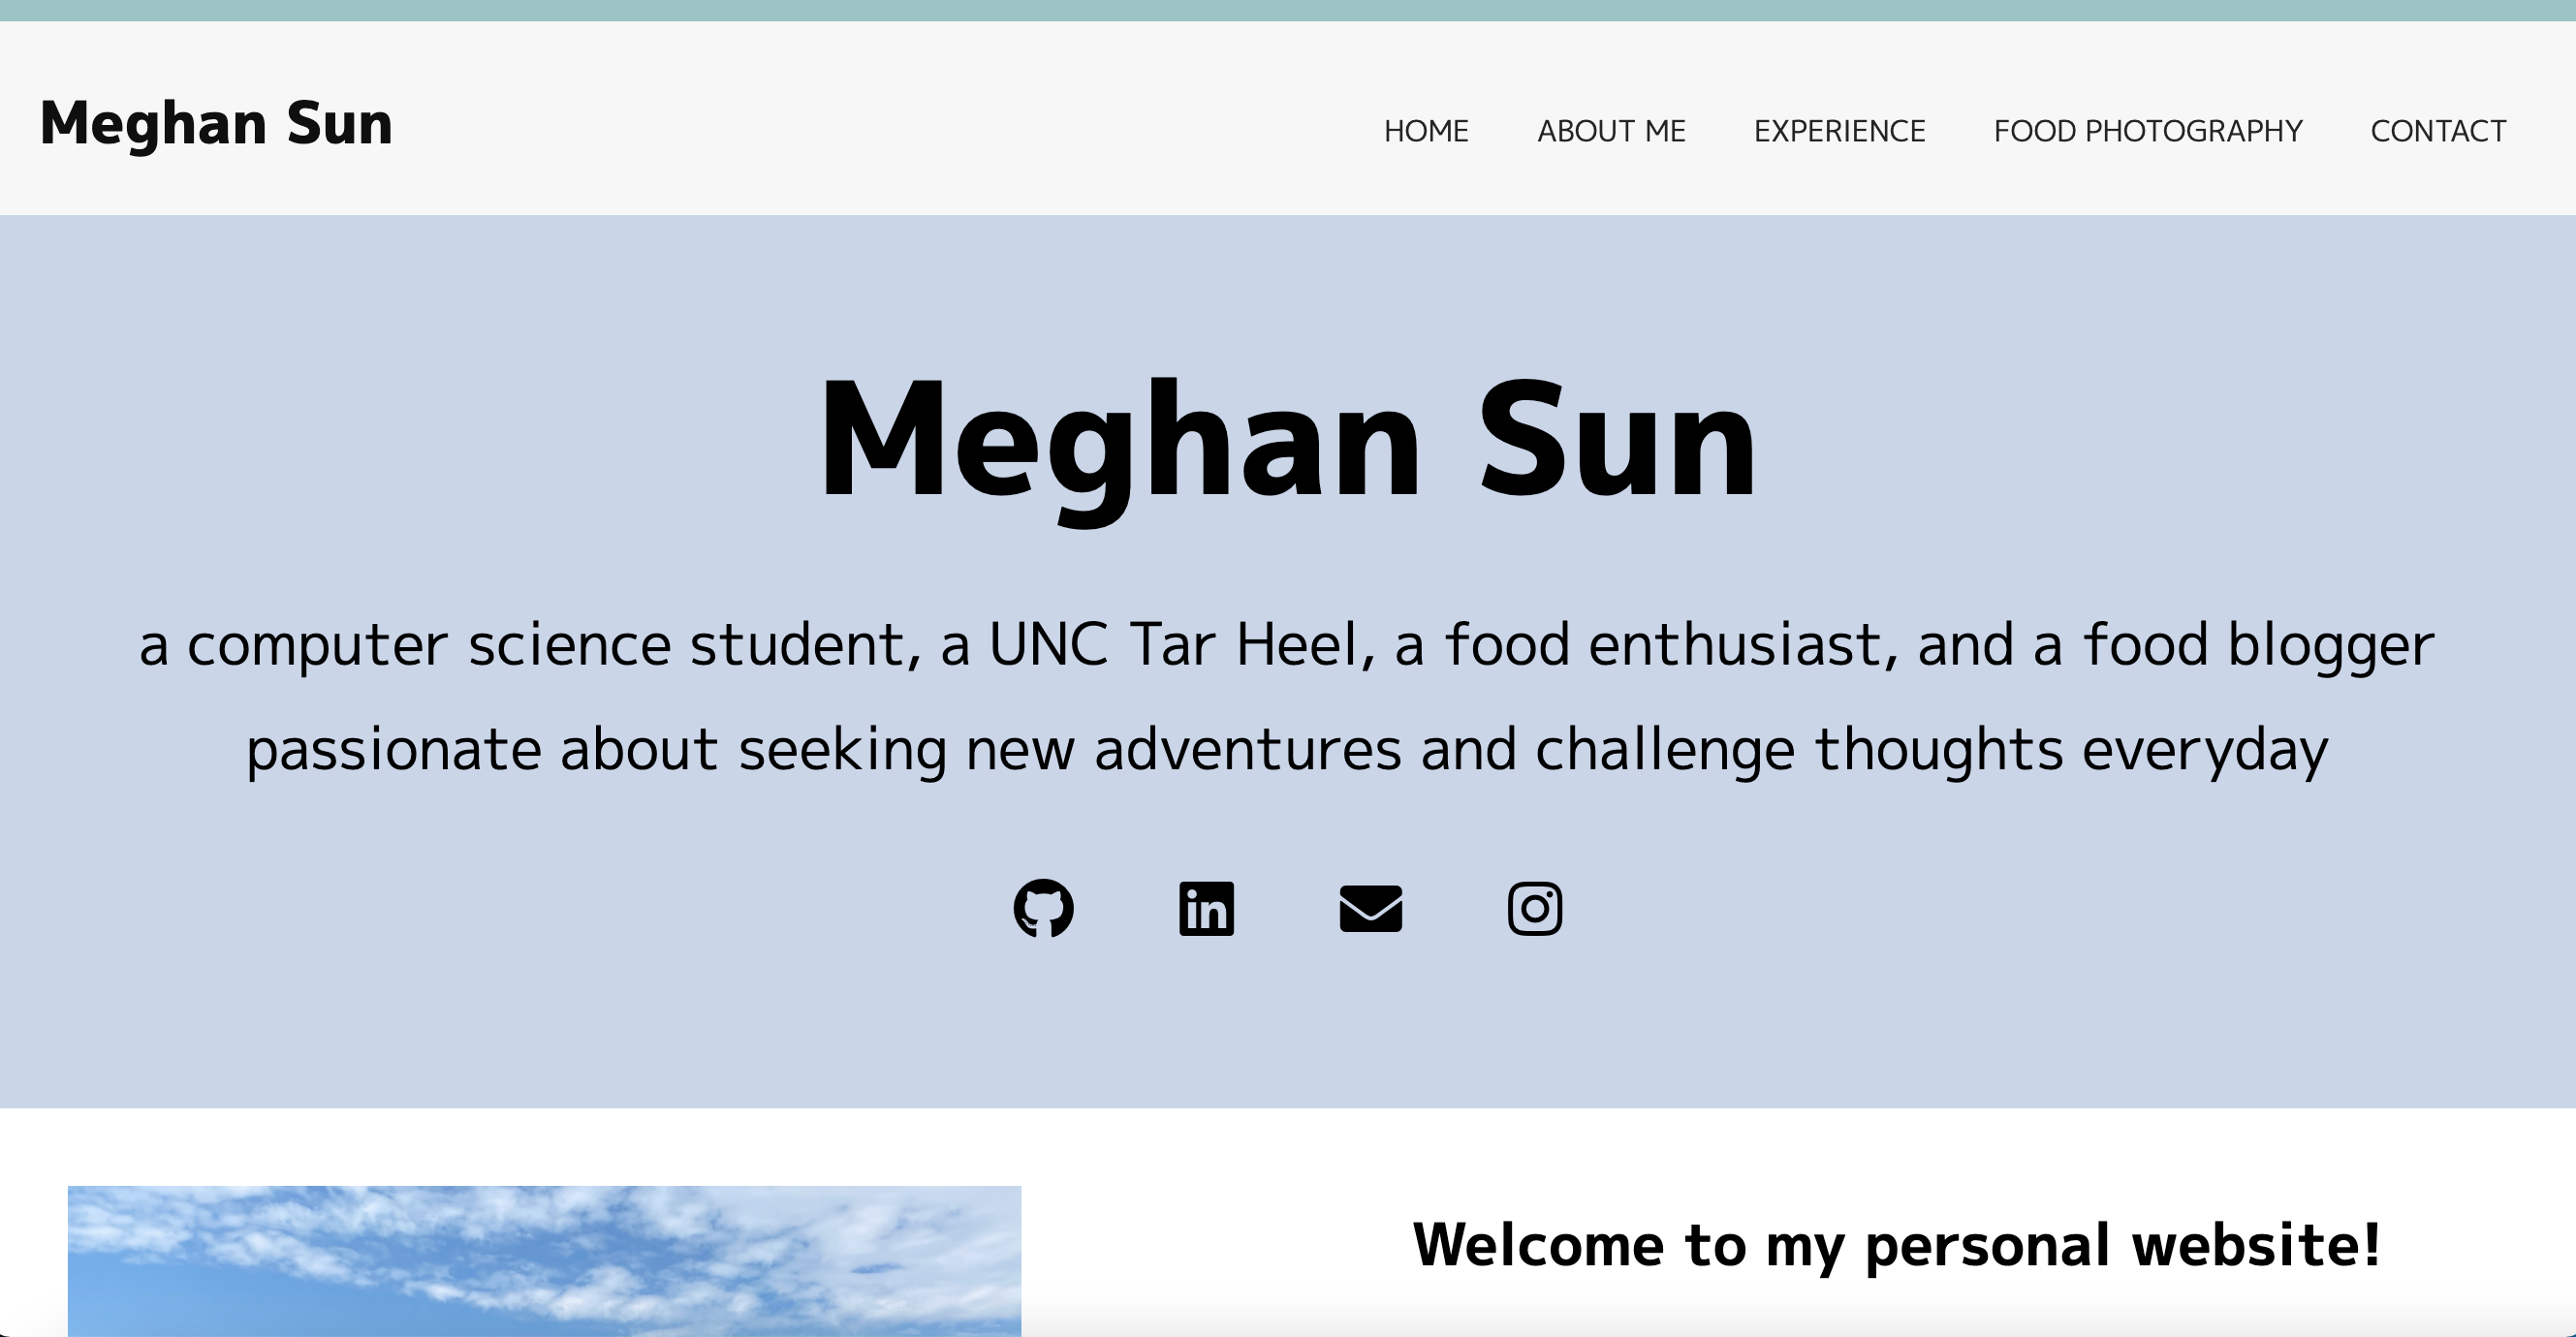 Meghan Sun
HOME ABOUT ME EXPERIENCE FOOD PHOTOGRAPHY CONTACT
Meghan Sun
a computer science student, a UNC Tar Heel, a food enthusiast, and a food blogger
passionate about seeking new adventures and challenge thoughts everyday
Welcome to my personal website!